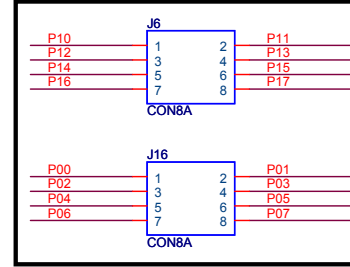 J6
P10 1 2 P11
P12 3 4 P13
P14 5 6 P15
P16 7 8 P17
CON8A
J16
P00 1 2 P01
P02 3 4 P03
P04 5 6 P05
P06 7 8 P07
CON8A